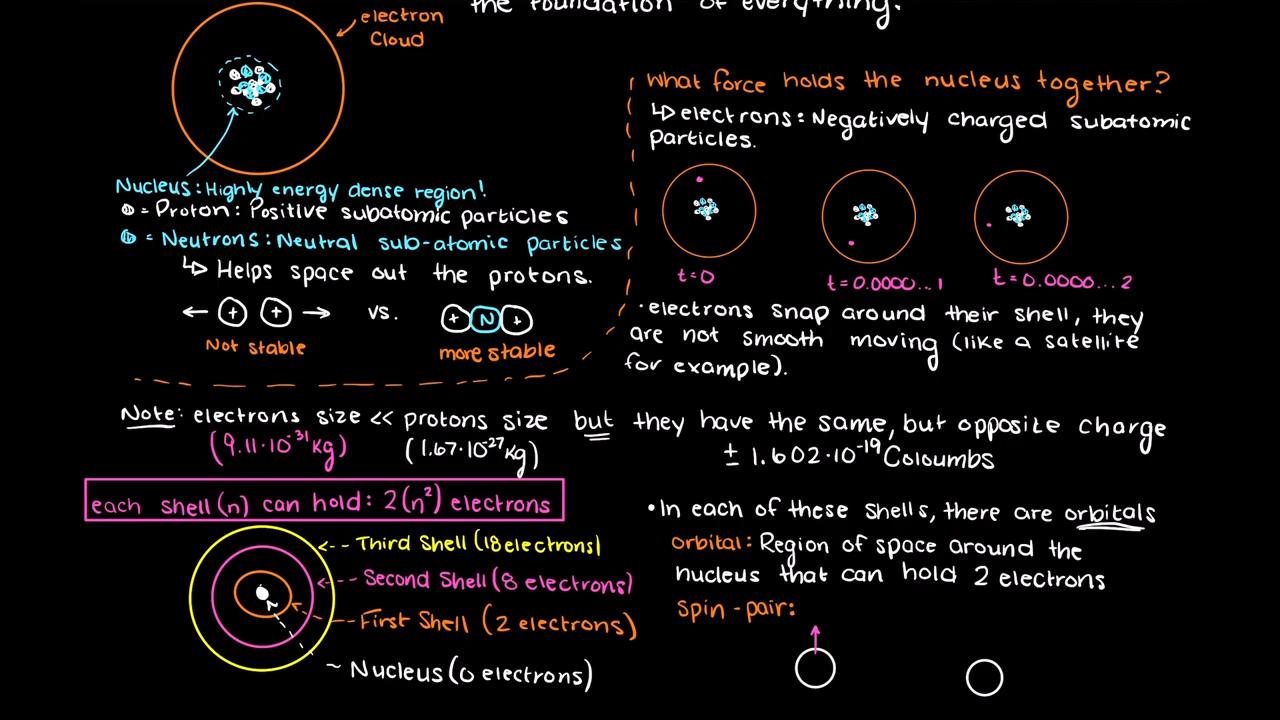 the foundation of everything.
electron
Cloud
Nucleus: Highly energy dense region!
= Proton: Positive subatomic particles
= Neutrons: Neutral sub-atomic particles
↳ Helps space out the protons.
← + + → vs. + N +
Not stable
more stable
What force holds the nucleus together?
↳ electrons: Negatively charged subatomic
particles.
t=0
t=0.0000...1
t=0.0000...2
·electrons snap around their shell, they
are not smooth moving (like a satellite
for example).
Note: electrons size << protons size but they have the same, but opposite charge
(9.11·10⁻³¹kg) (1.67·10⁻²⁷kg) ± 1.602·10⁻¹⁹ Coloumbs
each shell (n) can hold: 2(n²) electrons
Third Shell (18 electrons)
Second Shell (8 electrons)
First Shell (2 electrons)
~ Nucleus (0 electrons)
•In each of these shells, there are orbitals
orbital: Region of space around the
nucleus that can hold 2 electrons
Spin-pair: